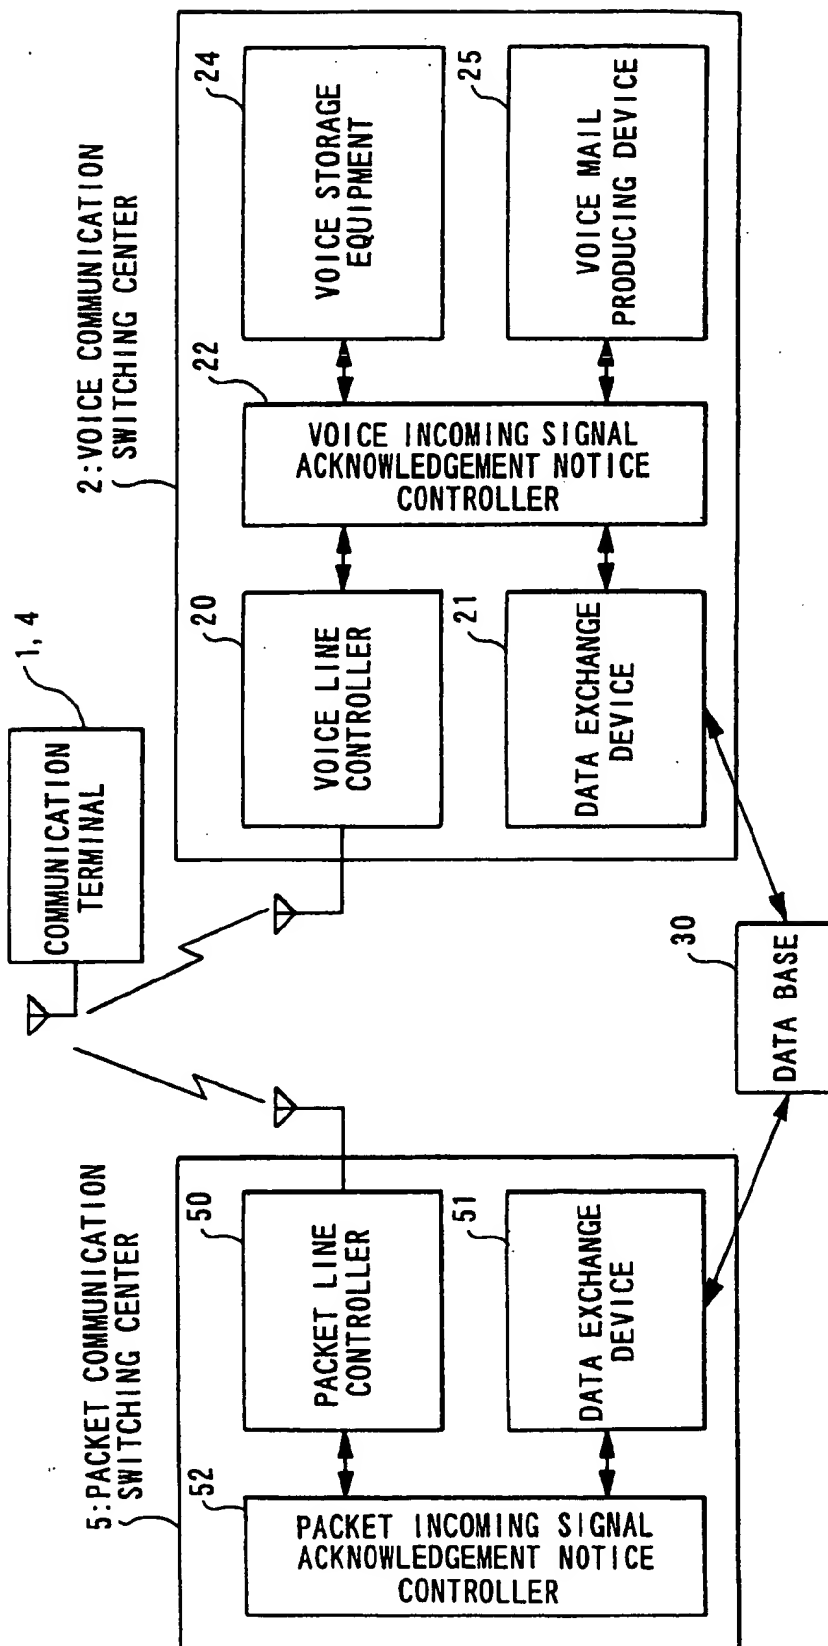 1, 4
COMMUNICATION
TERMINAL
5:PACKET COMMUNICATION
SWITCHING CENTER
52
PACKET INCOMING SIGNAL
ACKNOWLEDGEMENT NOTICE
CONTROLLER
50
PACKET LINE
CONTROLLER
51
DATA EXCHANGE
DEVICE
30
DATA BASE
2:VOICE COMMUNICATION
SWITCHING CENTER
20
VOICE LINE
CONTROLLER
21
DATA EXCHANGE
DEVICE
22
VOICE INCOMING SIGNAL
ACKNOWLEDGEMENT NOTICE
CONTROLLER
24
VOICE STORAGE
EQUIPMENT
25
VOICE MAIL
PRODUCING DEVICE